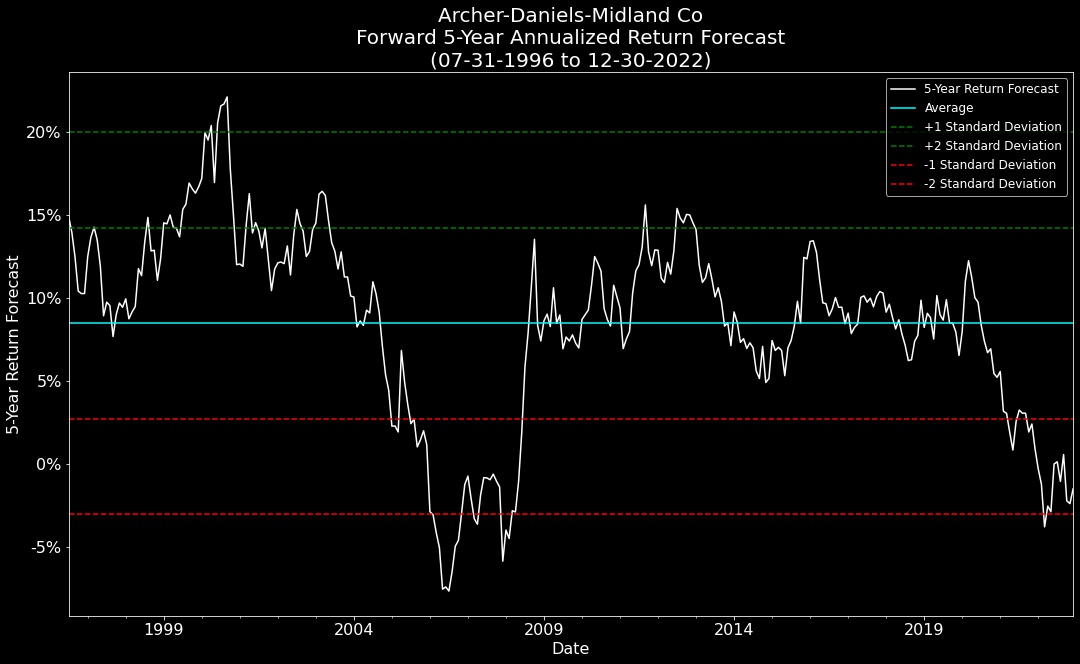 Archer-Daniels-Midland Co
Forward 5-Year Annualized Return Forecast
(07-31-1996 to 12-30-2022)
5-Year Return Forecast
Average
+1 Standard Deviation
+2 Standard Deviation
-1 Standard Deviation
-2 Standard Deviation
5-Year Return Forecast
20%
15%
10%
5%
0%
-5%
1999
2004
2009
2014
2019
Date